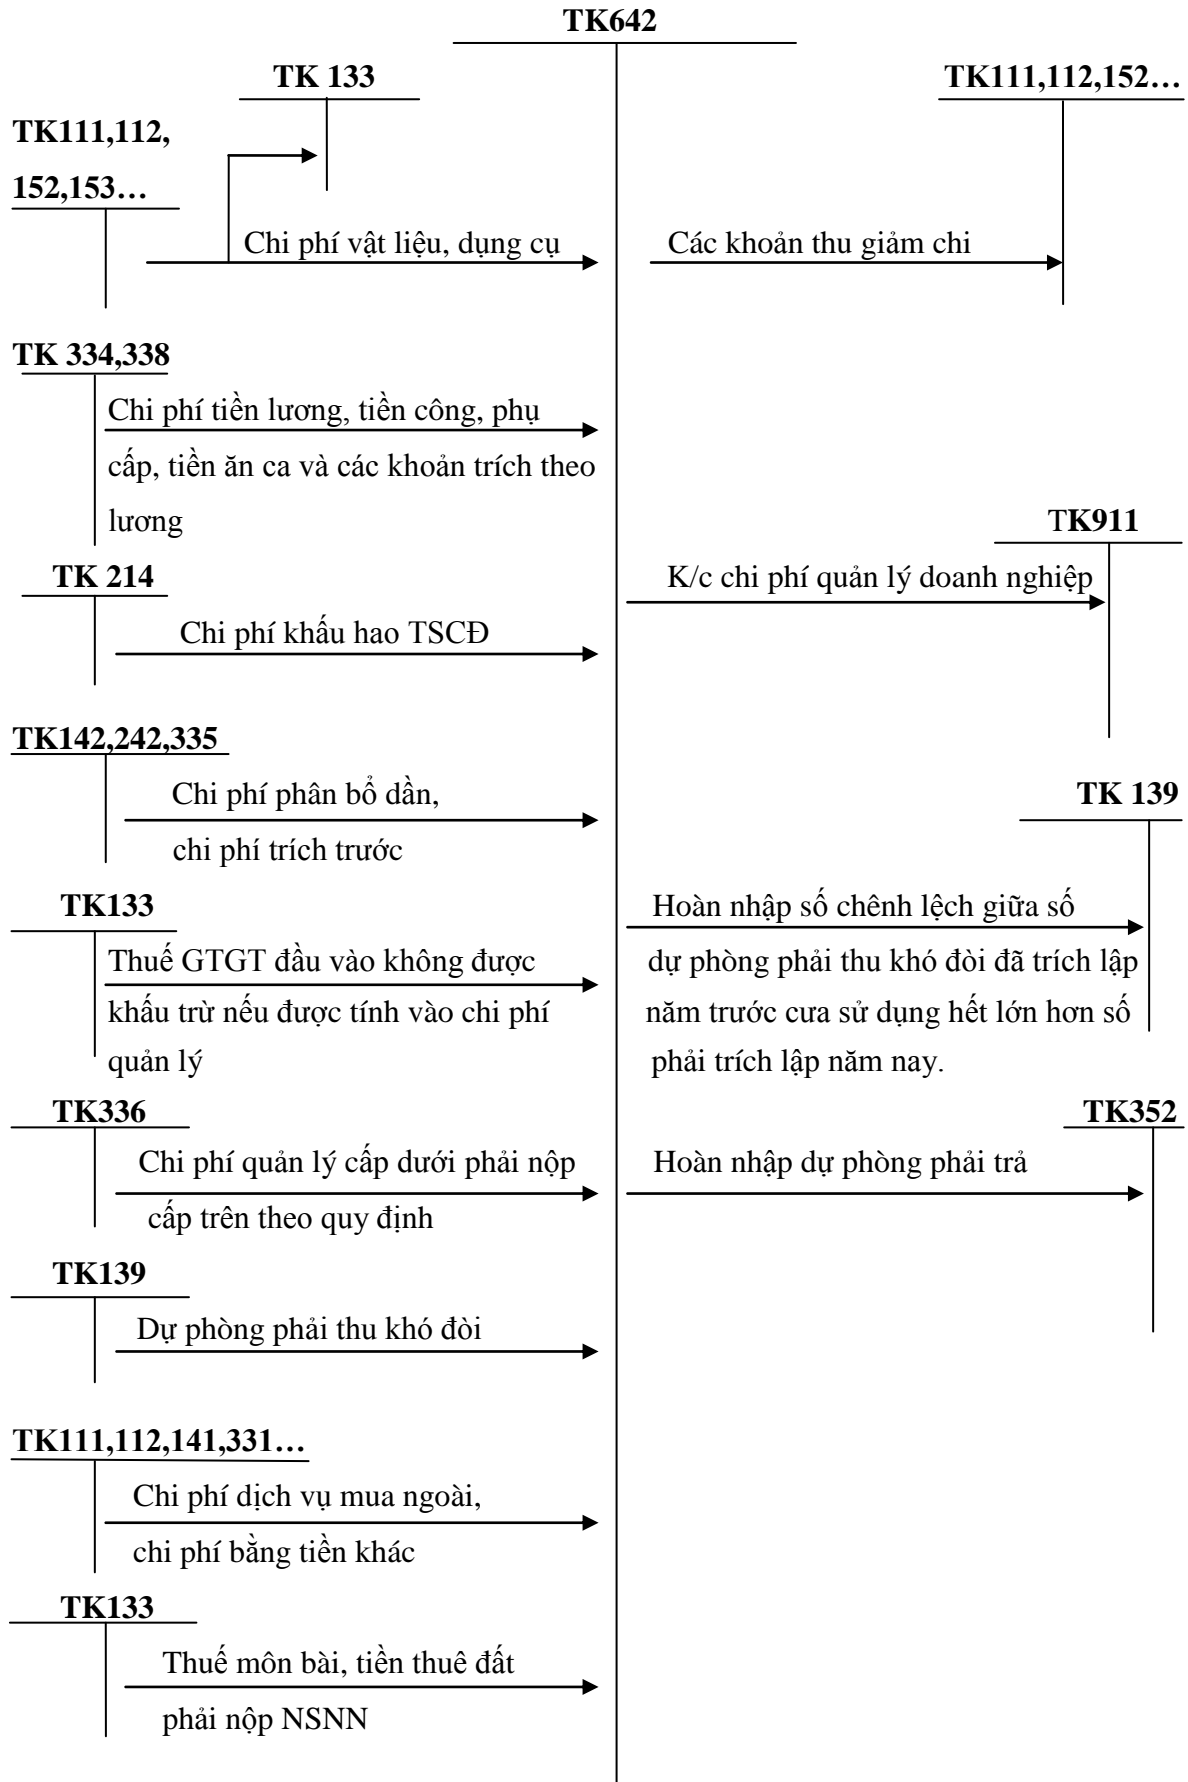 TK642
TK 133
TK111,112,152…
TK111,112,
152,153…
Chi phí vật liệu, dụng cụ
Các khoản thu giảm chi
TK 334,338
Chi phí tiền lương, tiền công, phụ
cấp, tiền ăn ca và các khoản trích theo
lương
TK911
TK 214
K/c chi phí quản lý doanh nghiệp
Chi phí khấu hao TSCĐ
TK142,242,335
Chi phí phân bổ dần,
chi phí trích trước
TK 139
TK133
Thuế GTGT đầu vào không được
khấu trừ nếu được tính vào chi phí
quản lý
Hoàn nhập số chênh lệch giữa số
dự phòng phải thu khó đòi đã trích lập
năm trước cưa sử dụng hết lớn hơn số
phải trích lập năm nay.
TK336
TK352
Chi phí quản lý cấp dưới phải nộp
cấp trên theo quy định
Hoàn nhập dự phòng phải trả
TK139
Dự phòng phải thu khó đòi
TK111,112,141,331…
Chi phí dịch vụ mua ngoài,
chi phí bằng tiền khác
TK133
Thuế môn bài, tiền thuê đất
phải nộp NSNN